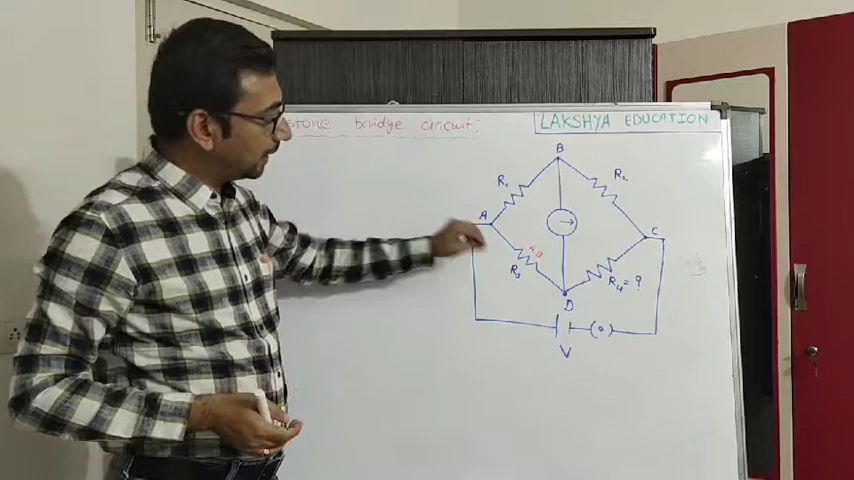 stone bridge circuit:
LAKSHYA EDUCATION
B
R1
R2
A
C
R3
R4 = ?
D
V